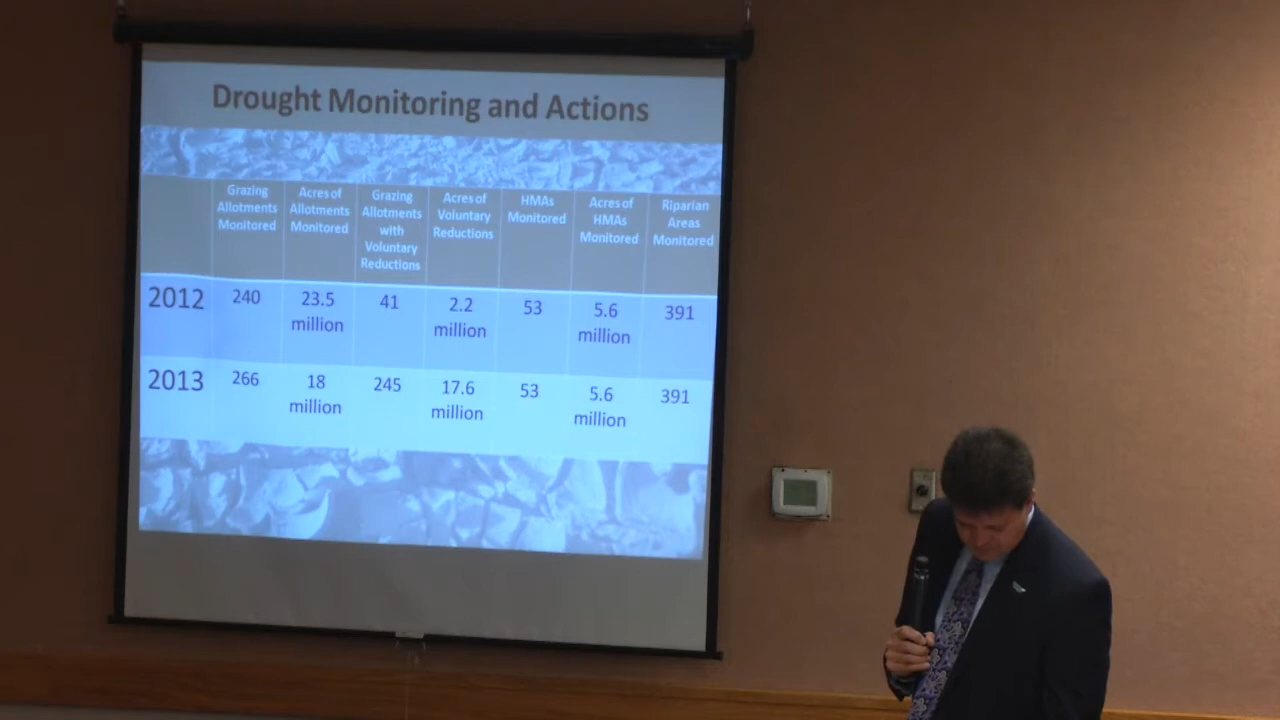 Drought Monitoring and Actions
Grazing
Allotments
Monitored
Acres of
Allotments
Monitored
Grazing
Allotments
with
Voluntary
Reductions
Acres of
Voluntary
Reductions
HMAs
Monitored
Acres of
HMAs
Monitored
Riparian
Areas
Monitored
2012
240
23.5
million
41
2.2
million
53
5.6
million
391
2013
266
18
million
245
17.6
million
53
5.6
million
391